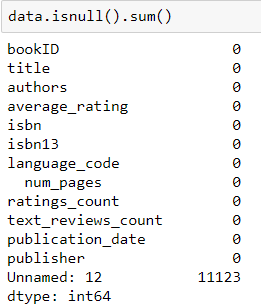 data.isnull().sum()
bookID 0
title 0
authors 0
average_rating 0
isbn 0
isbn13 0
language_code 0
  num_pages 0
ratings_count 0
text_reviews_count 0
publication_date 0
publisher 0
Unnamed: 12 11123
dtype: int64